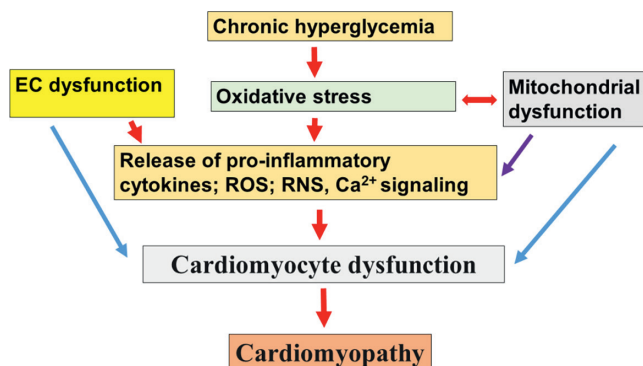 Chronic hyperglycemia
EC dysfunction
Oxidative stress
Mitochondrial
dysfunction
Release of pro-inflammatory
cytokines; ROS; RNS, Ca²⁺ signaling
Cardiomyocyte dysfunction
Cardiomyopathy